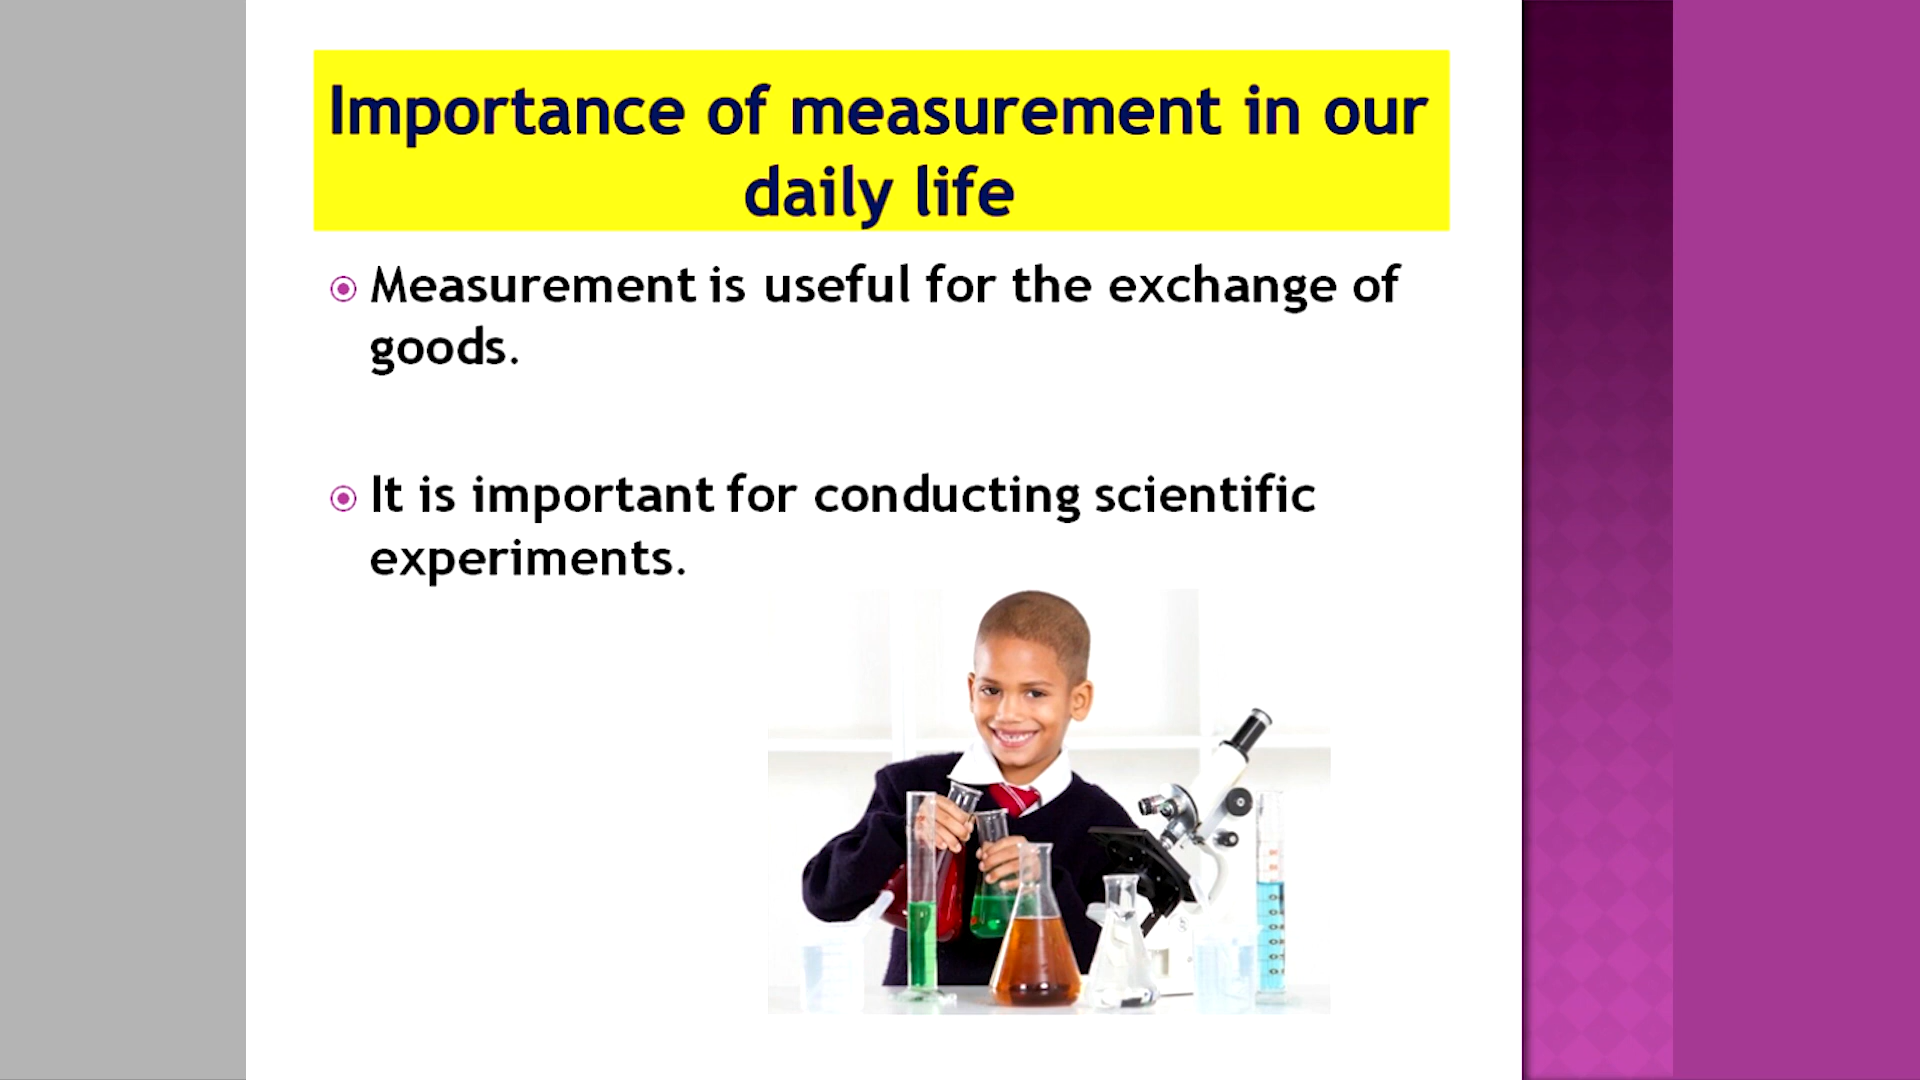 Importance of measurement in our
daily life
Measurement is useful for the exchange of
goods.
It is important for conducting scientific
experiments.